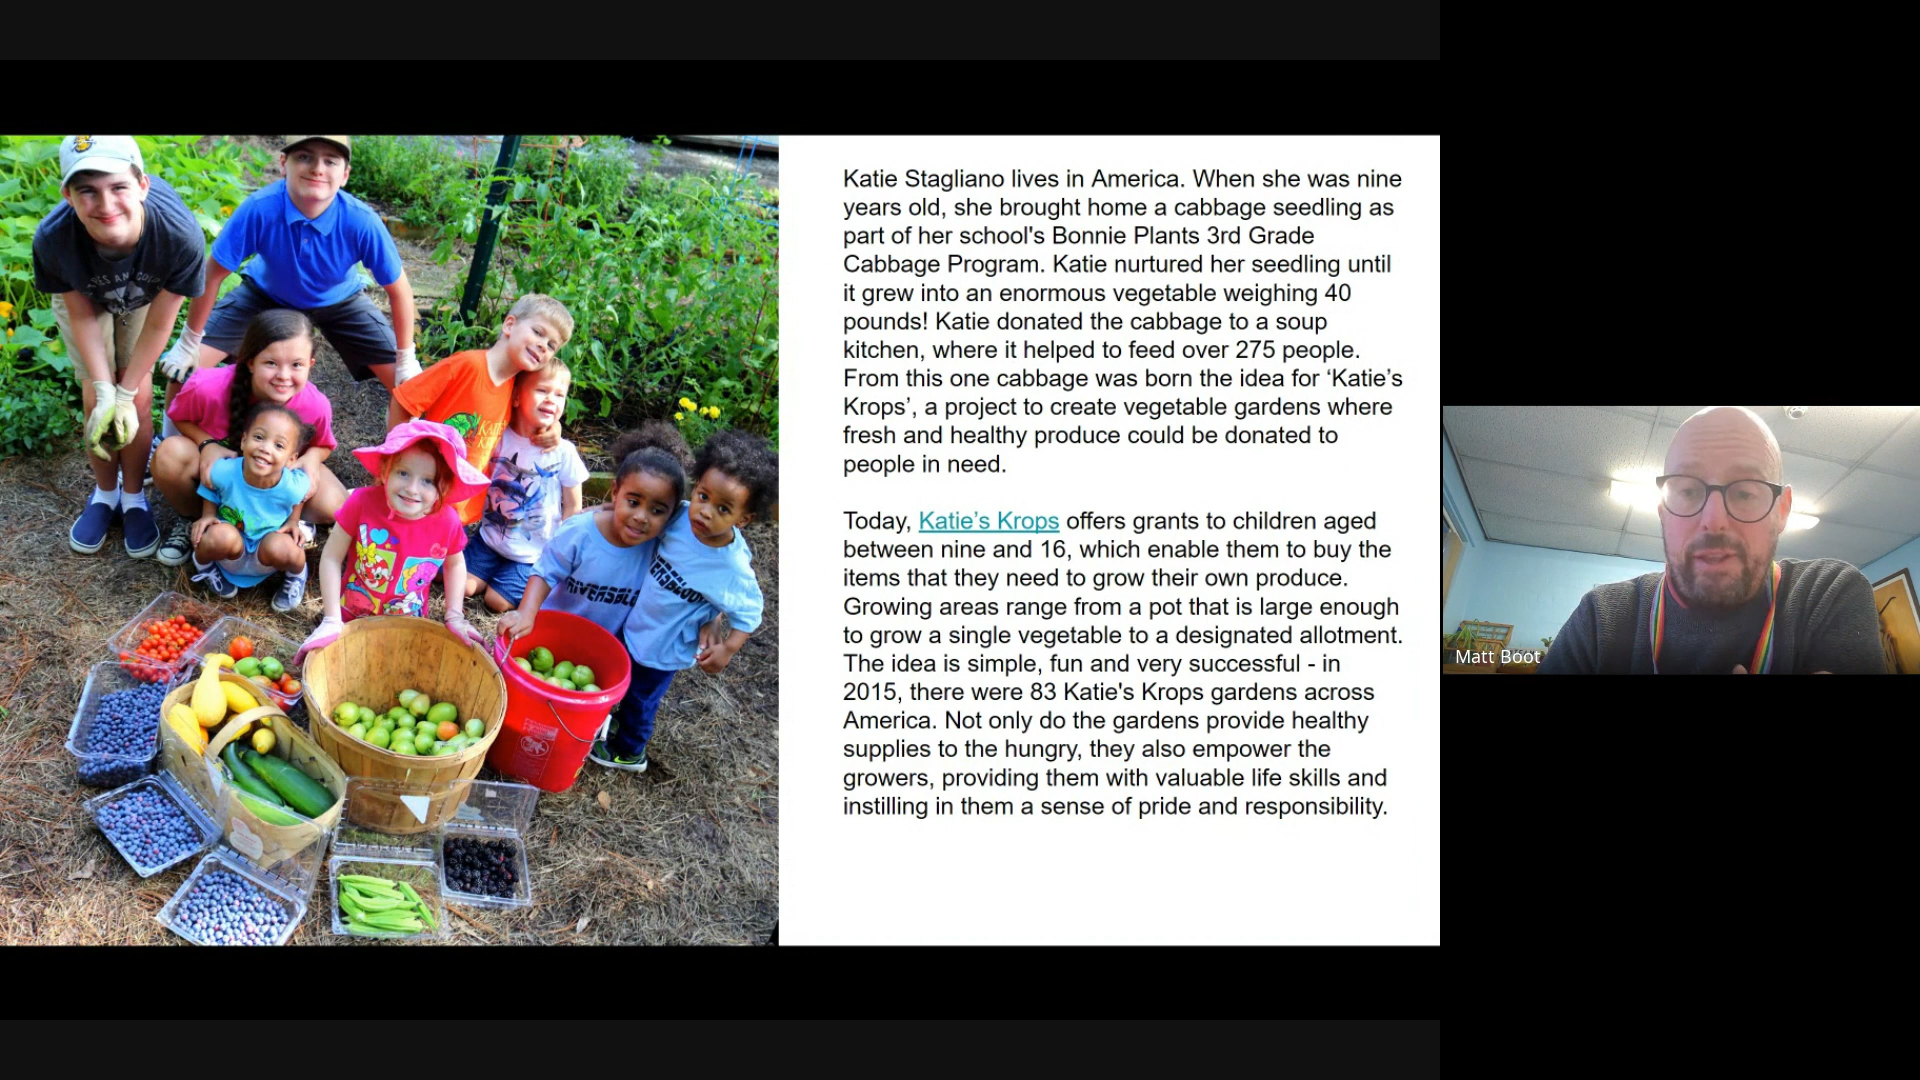 Katie Stagliano lives in America. When she was nine
years old, she brought home a cabbage seedling as
part of her school's Bonnie Plants 3rd Grade
Cabbage Program. Katie nurtured her seedling until
it grew into an enormous vegetable weighing 40
pounds! Katie donated the cabbage to a soup
kitchen, where it helped to feed over 275 people.
From this one cabbage was born the idea for ‘Katie’s
Krops’, a project to create vegetable gardens where
fresh and healthy produce could be donated to
people in need.
Today, Katie’s Krops offers grants to children aged
between nine and 16, which enable them to buy the
items that they need to grow their own produce.
Growing areas range from a pot that is large enough
to grow a single vegetable to a designated allotment.
The idea is simple, fun and very successful - in
2015, there were 83 Katie's Krops gardens across
America. Not only do the gardens provide healthy
supplies to the hungry, they also empower the
growers, providing them with valuable life skills and
instilling in them a sense of pride and responsibility.
Matt Boot